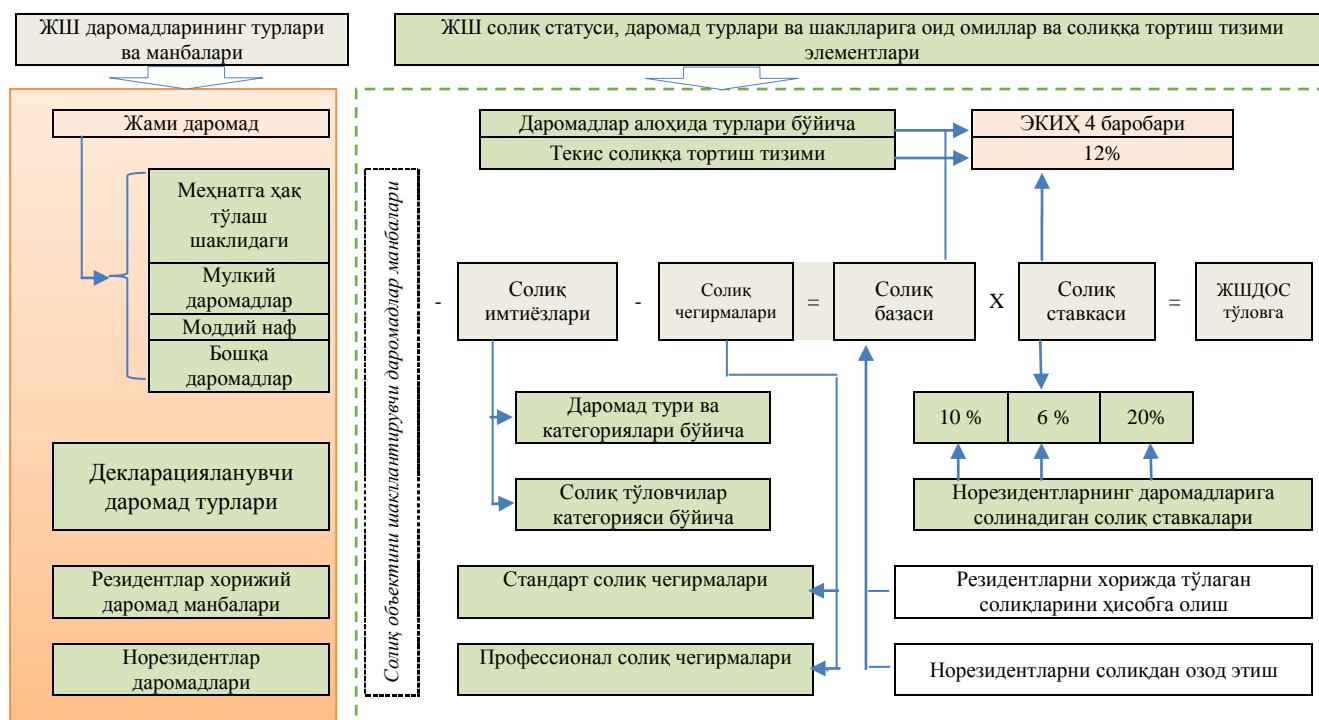 ЖШ даромадларининг турлари
ва манбалари
ЖШ солиқ статуси, даромад турлари ва шаклларига оид омиллар ва солиққа тортиш тизими
элементлари
Жами даромад
Меҳнатга ҳақ
тўлаш
шаклидаги
Мулкий
даромадлар
Моддий наф
Бошқа
даромадлар
Декларацияланувчи
даромад турлари
Резидентлар хорижий
даромад манбалари
Норезидентлар
даромадлари
Солиқ объектини шакллантирувчи даромадлар манбалари
Даромадлар алоҳида турлари бўйича
Текис солиққа тортиш тизими
ЭКИҲ 4 баробари
12%
-
Солиқ
имтиёзлари
-
Солиқ
чегирмалари
=
Солиқ
базаси
X
Солиқ
ставкаси
=
ЖШДОС
тўловга
Даромад тури ва
категориялари бўйича
10 %
6 %
20%
Солиқ тўловчилар
категорияси бўйича
Норезидентларнинг даромадларига
солинадиган солиқ ставкалари
Стандарт солиқ чегирмалари
Резидентларни хорижда тўлаган
солиқларини ҳисобга олиш
Профессионал солиқ чегирмалари
Норезидентларни солиқдан озод этиш